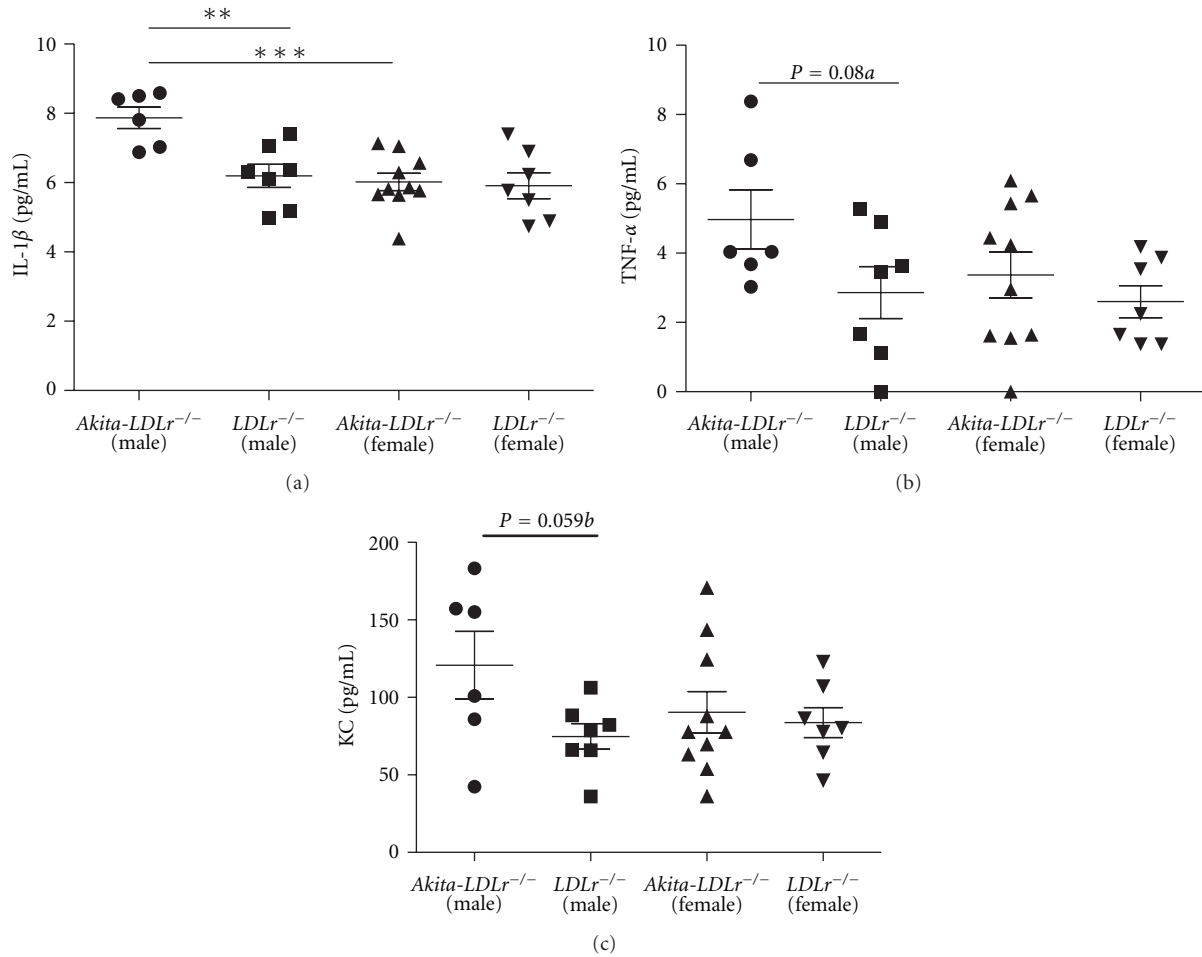 ∗∗
∗∗∗
10
8
6
4
2
0
IL-1β (pg/mL)
Akita-LDLr−/− LDLr−/− Akita-LDLr−/− LDLr−/−
(male) (male) (female) (female)
(a)
P = 0.08a
10
8
6
4
2
0
TNF-α (pg/mL)
Akita-LDLr−/− LDLr−/− Akita-LDLr−/− LDLr−/−
(male) (male) (female) (female)
(b)
P = 0.059b
200
150
100
50
0
KC (pg/mL)
Akita-LDLr−/− LDLr−/− Akita-LDLr−/− LDLr−/−
(male) (male) (female) (female)
(c)